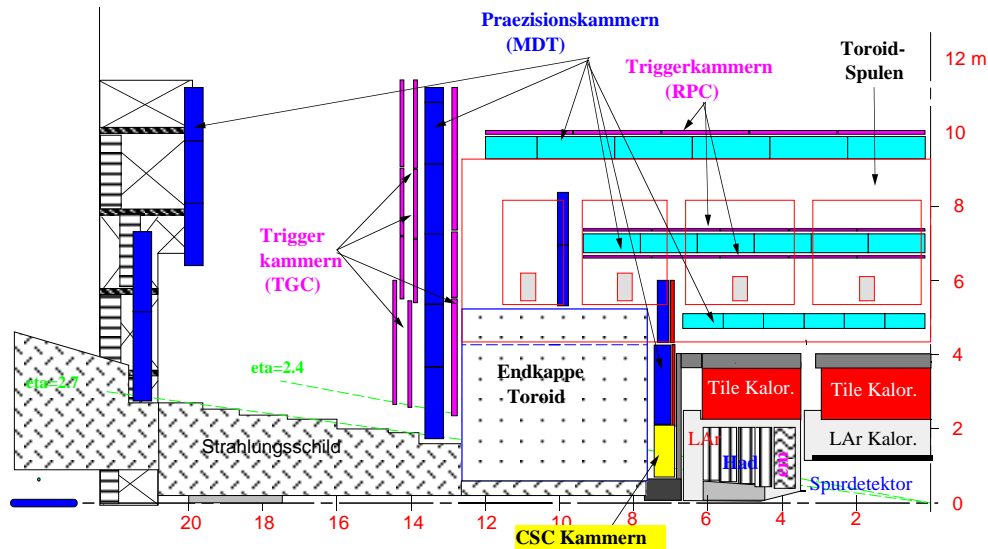 Praezisionskammern
(MDT)
Toroid-
Spulen
12 m
Triggerkammern
(RPC)
10
8
Trigger
kammern
(TGC)
6
4
eta=2.7
eta=2.4
Endkappe
Toroid
Tile Kalor.
Tile Kalor.
2
Strahlungsschild
LAr
Had
em
LAr Kalor.
Spurdetektor
0
20
18
16
14
12
10
8
6
4
2
CSC Kammern